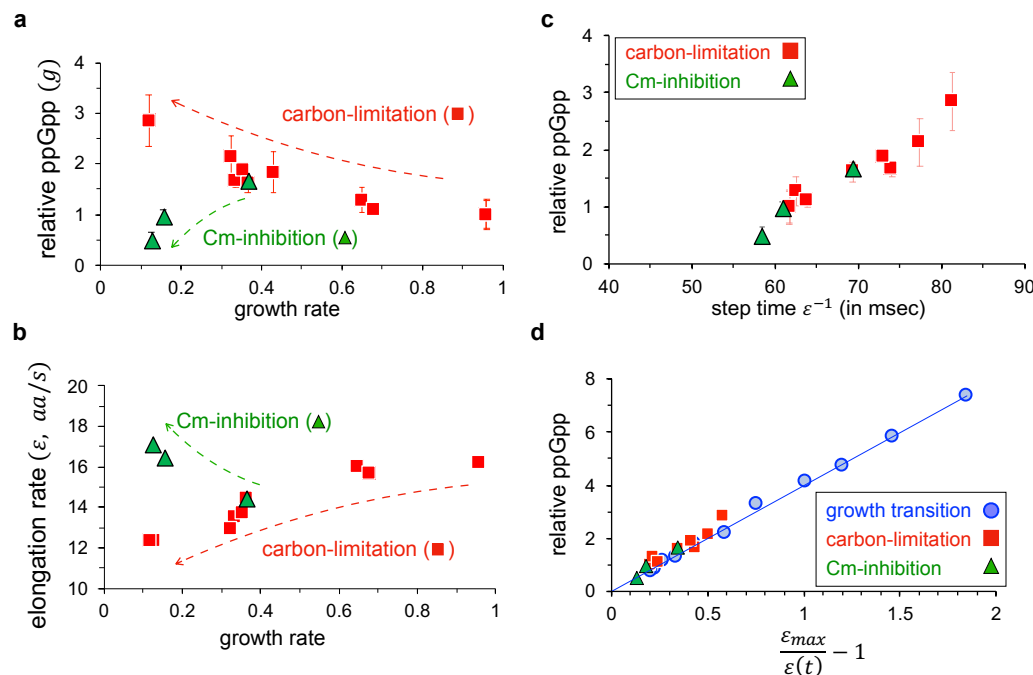 a
relative ppGpp (g)
4
3
2
1
0
carbon-limitation ( )
Cm-inhibition ( )
0 0.2 0.4 0.6 0.8 1
growth rate
b
elongation rate (ε, aa/s)
20
18
16
14
12
10
Cm-inhibition ( )
carbon-limitation ( )
0 0.2 0.4 0.6 0.8 1
growth rate
c
relative ppGpp
4
3
2
1
0
carbon-limitation
Cm-inhibition
40 50 60 70 80 90
step time ε⁻¹ (in msec)
d
relative ppGpp
8
6
4
2
0
growth transition
carbon-limitation
Cm-inhibition
0 0.5 1 1.5 2
ε_max/ε(t) − 1